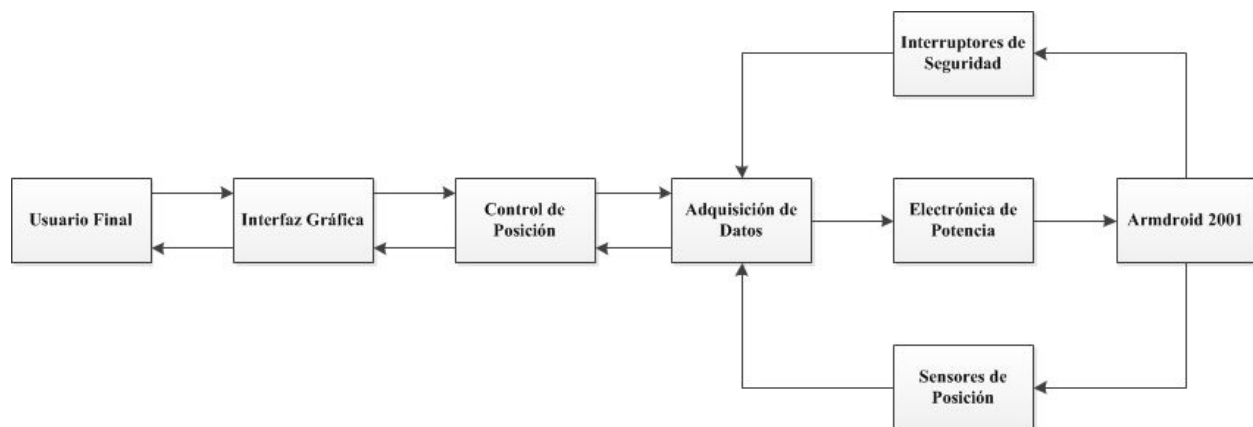 Interruptores de
Seguridad
Usuario Final
Interfaz Gráfica
Control de
Posición
Adquisición de
Datos
Electrónica de
Potencia
Armdroid 2001
Sensores de
Posición